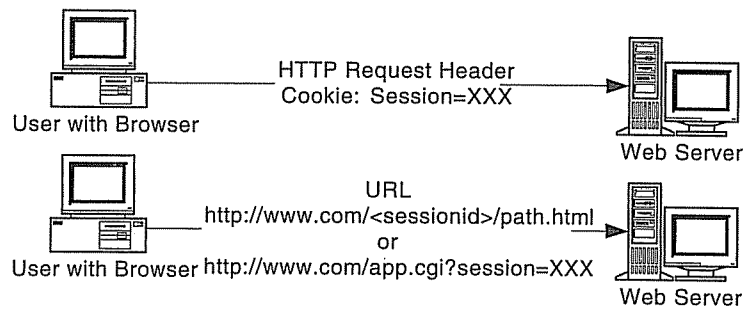 HTTP Request Header
Cookie: Session=XXX
User with Browser
Web Server
URL
http://www.com/<sessionid>/path.html
or
User with Browser http://www.com/app.cgi?session=XXX
Web Server